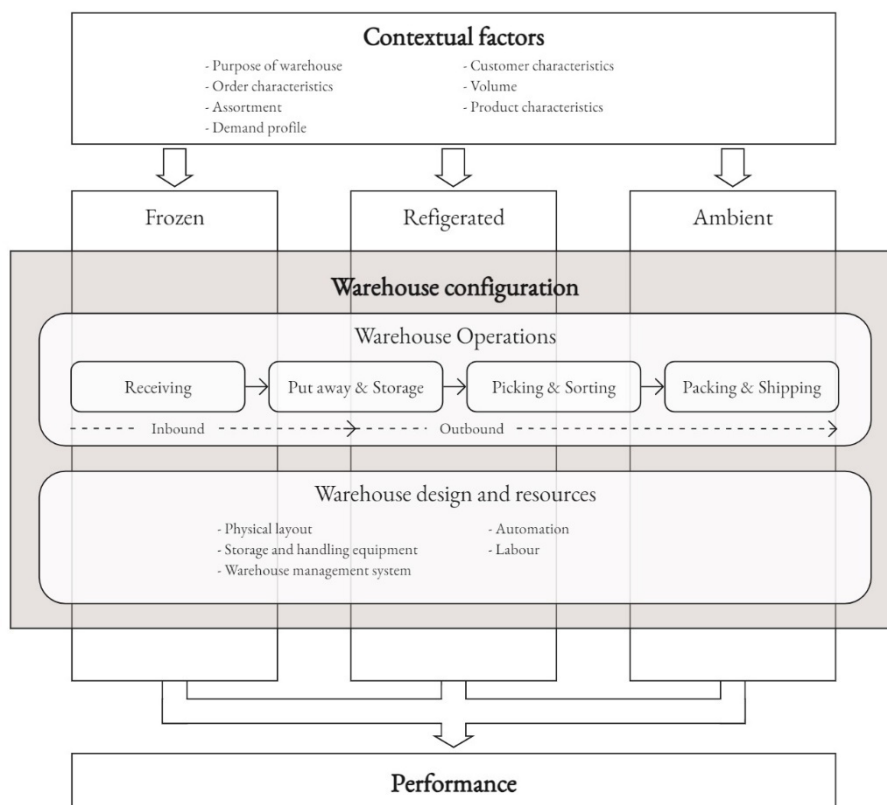 Contextual factors
- Purpose of warehouse
- Order characteristics
- Assortment
- Demand profile
- Customer characteristics
- Volume
- Product characteristics
Frozen
Refigerated
Ambient
Warehouse configuration
Warehouse Operations
Receiving
Put away & Storage
Picking & Sorting
Packing & Shipping
Inbound
Outbound
Warehouse design and resources
- Physical layout
- Storage and handling equipment
- Warehouse management system
- Automation
- Labour
Performance